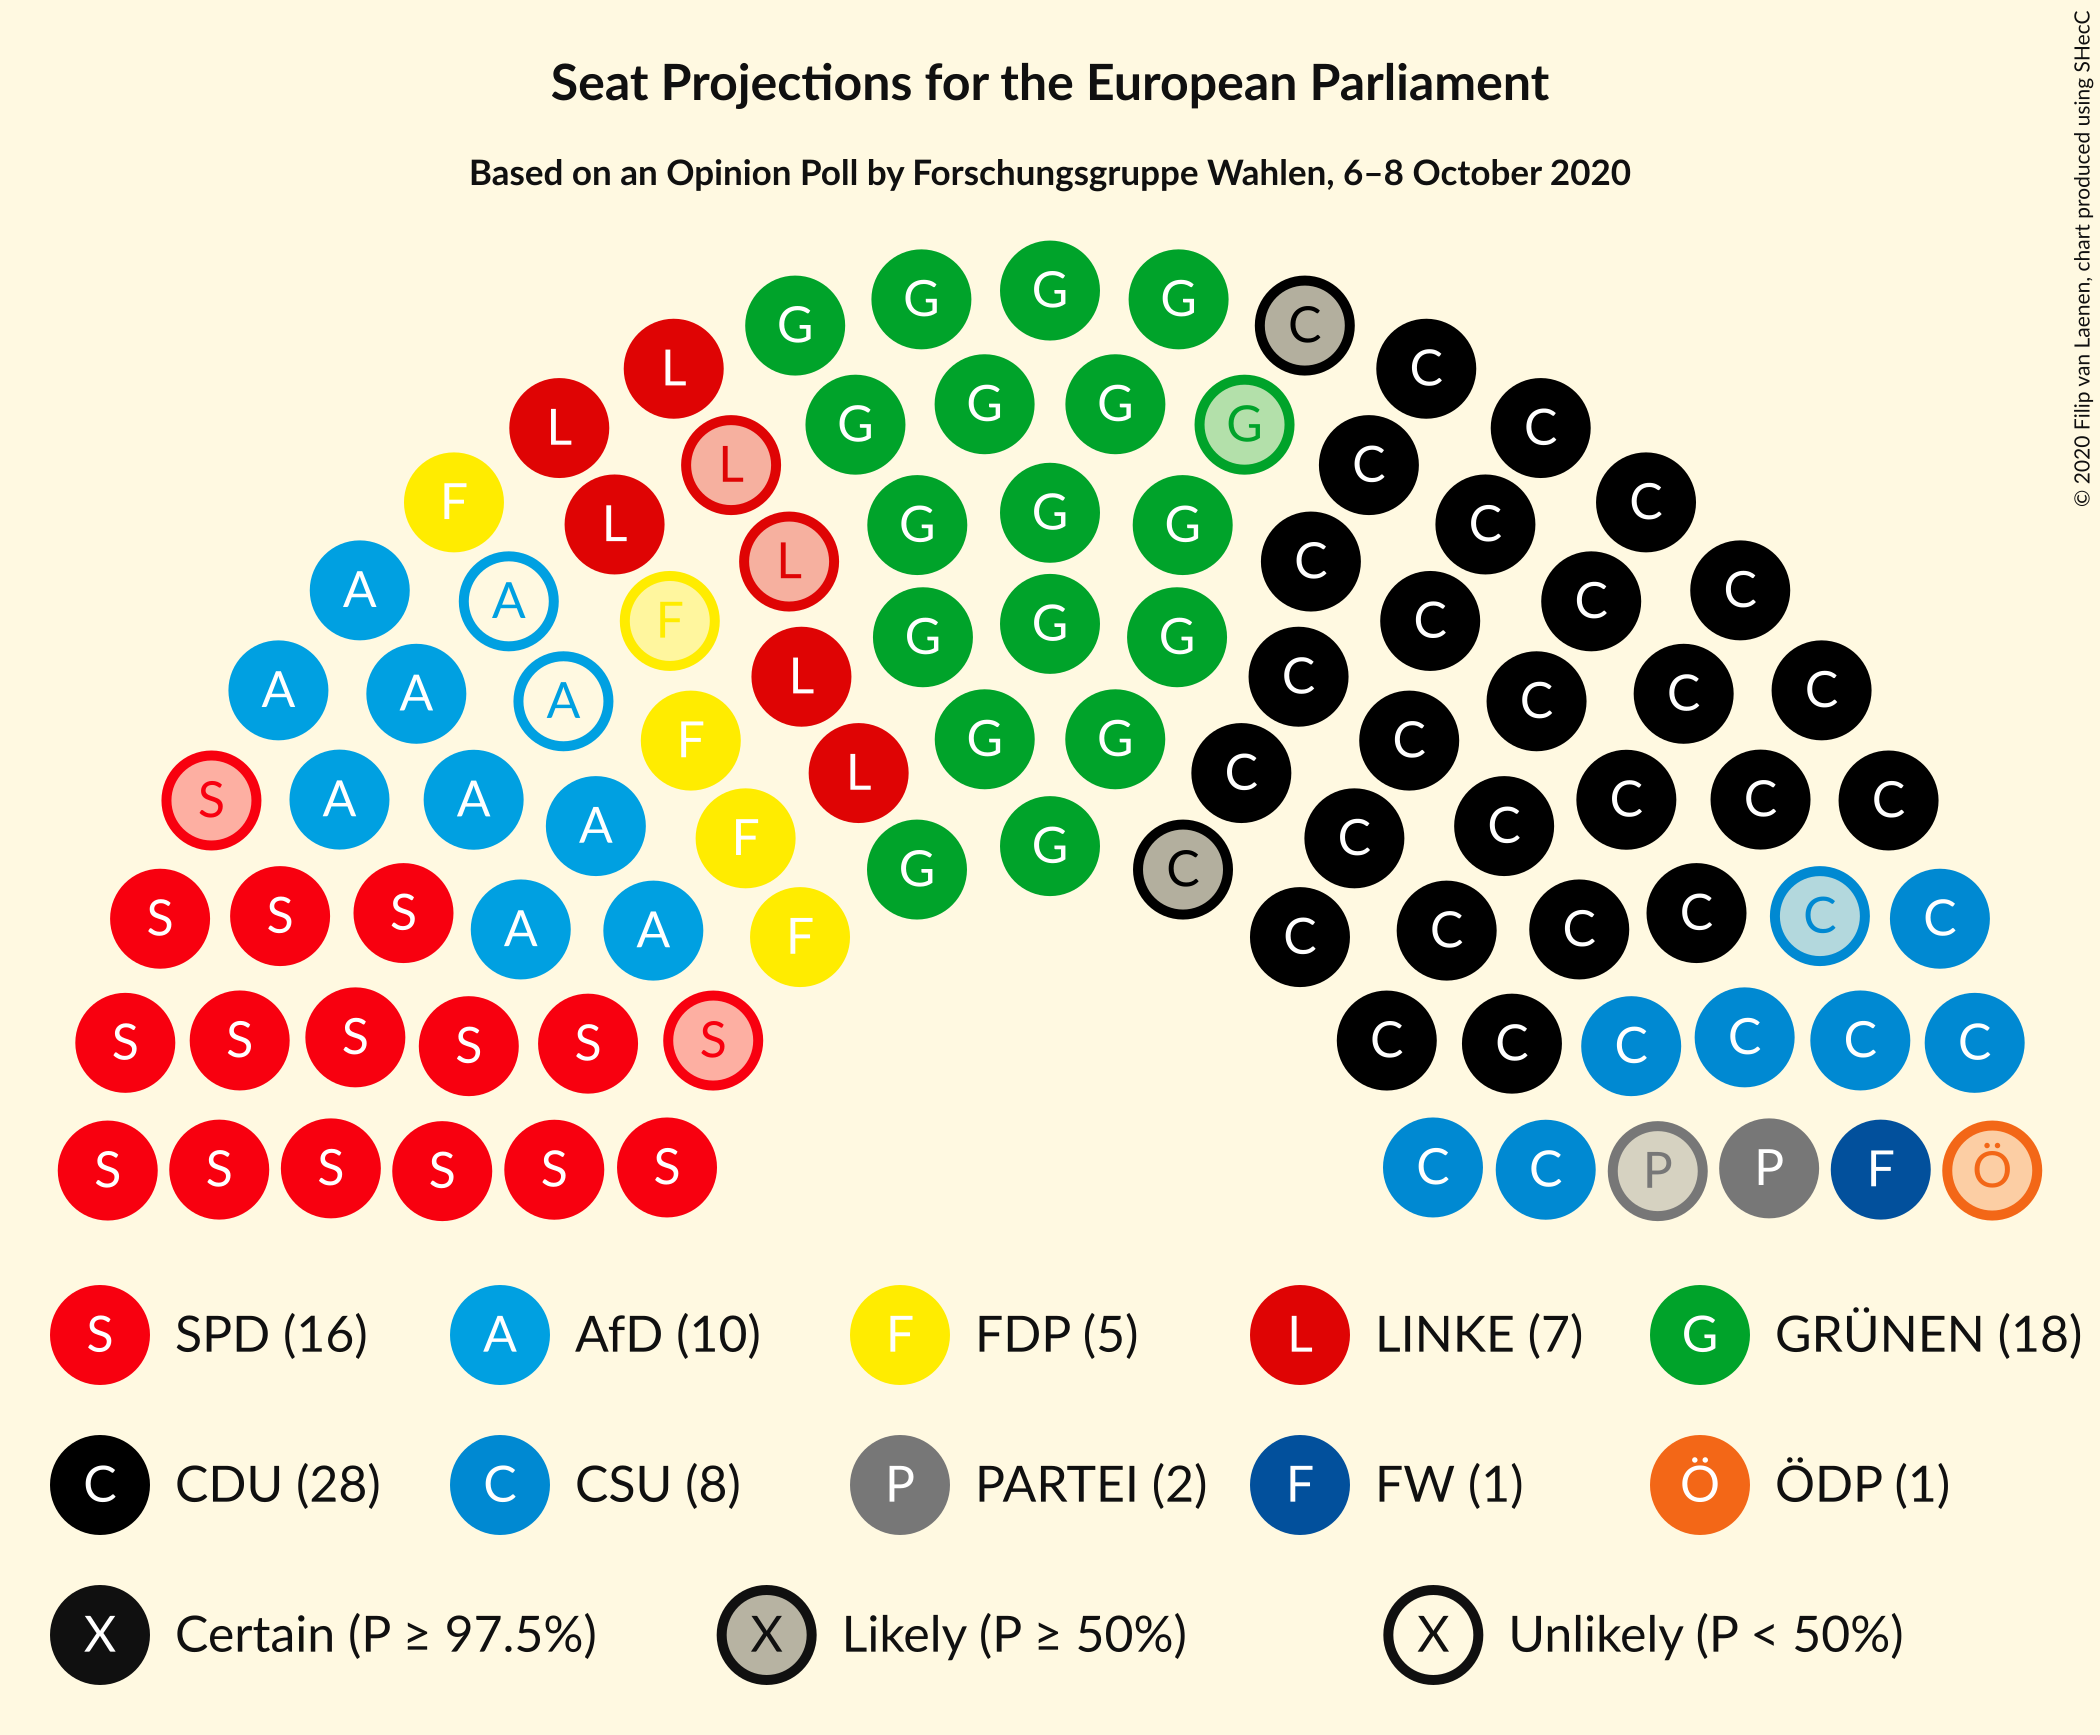 Seat Projections for the European Parliament
Based on an Opinion Poll by Forschungsgruppe Wahlen, 6–8 October 2020
© 2020 Filip van Laenen, chart produced using SHecC
G G G G C
L C
L G G G G C
L C
F L G G G C C
L C
A A F G G G C C C
A A A L C C C C
F G G C
L C
S A A C C C
A F C C
G G C
S S S A A F C C C C C C
S S S S S S C C C C C C
S S S S S S C C P P F Ö
S SPD (16) A AfD (10) F FDP (5) L LINKE (7) G GRÜNEN (18)
C CDU (28) C CSU (8) P PARTEI (2) F FW (1) Ö ÖDP (1)
X Certain (P ≥ 97.5%) X Likely (P ≥ 50%) X Unlikely (P < 50%)